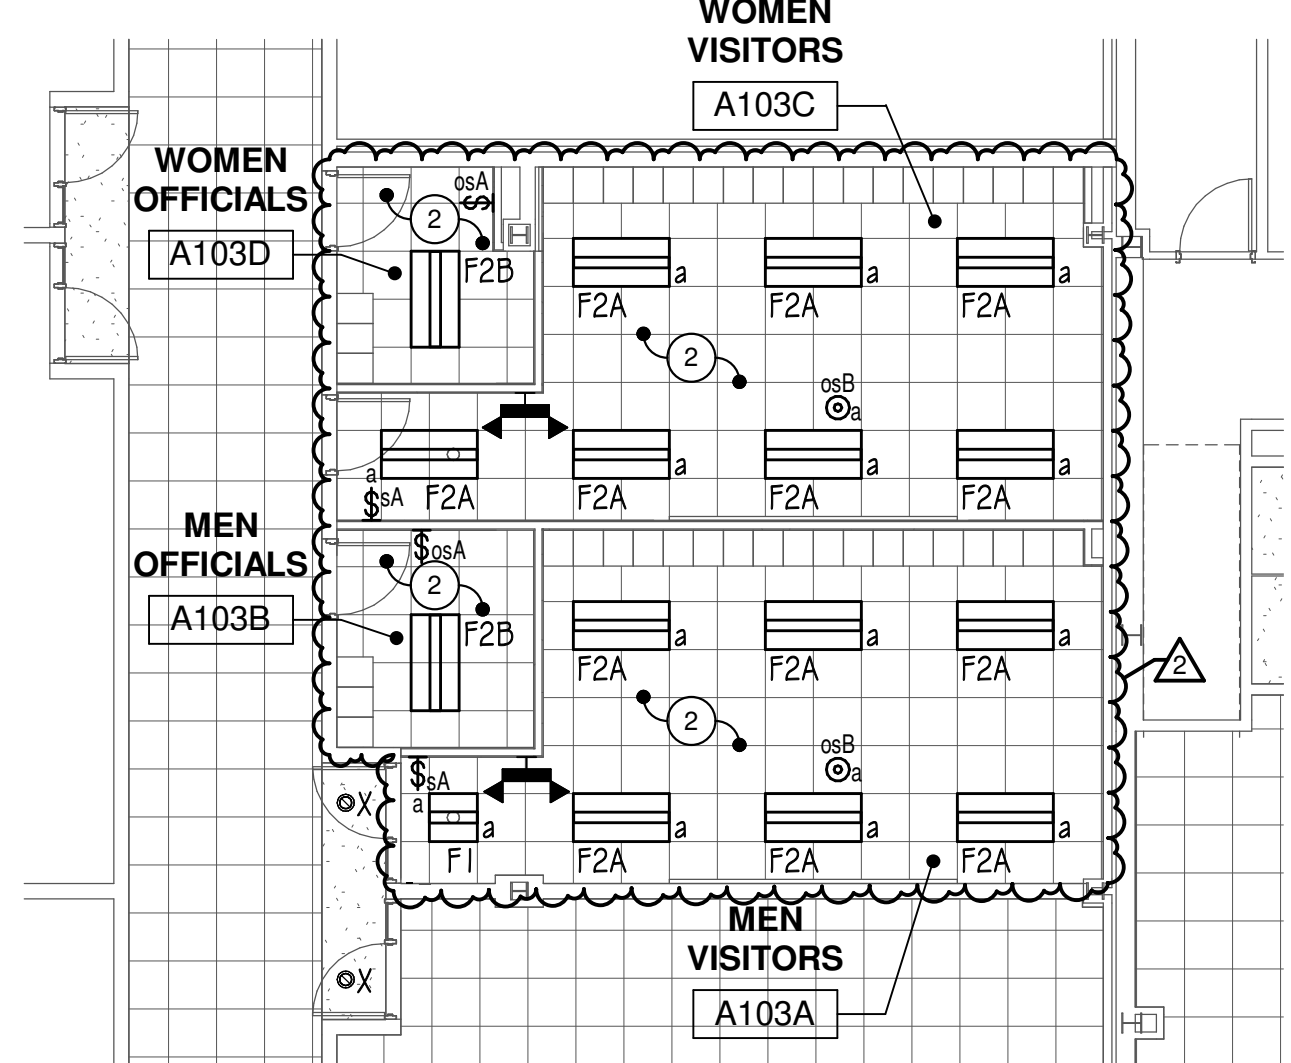 WOMEN
VISITORS
A103C
WOMEN
OFFICIALS
A103D
osA
$
2
F2B
a
a
a
F2A
F2A
F2A
2
osB
a
a
a
a
a
$sA
F2A
F2A
F2A
F2A
MEN
OFFICIALS
A103B
$osA
2
F2B
a
a
a
F2A
F2A
F2A
2
2
osB
a
$sA
a
a
a
a
a
F1
F2A
F2A
F2A
X
X
MEN
VISITORS
A103A